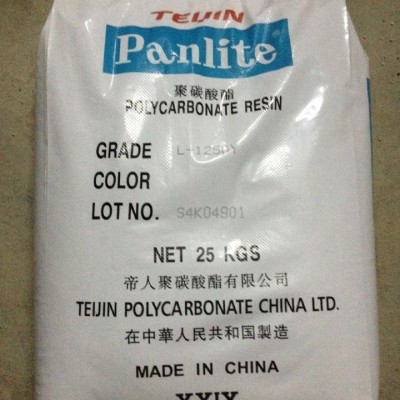 TEIJIN
Panlite®
聚碳酸酯
POLYCARBONATE RESIN
GRADE L-1250Y
COLOR
LOT NO. S4K04901
NET 25 KGS
帝人聚碳酸酯有限公司
TEIJIN POLYCARBONATE CHINA LTD.
在中華人民共和国製造
MADE IN CHINA